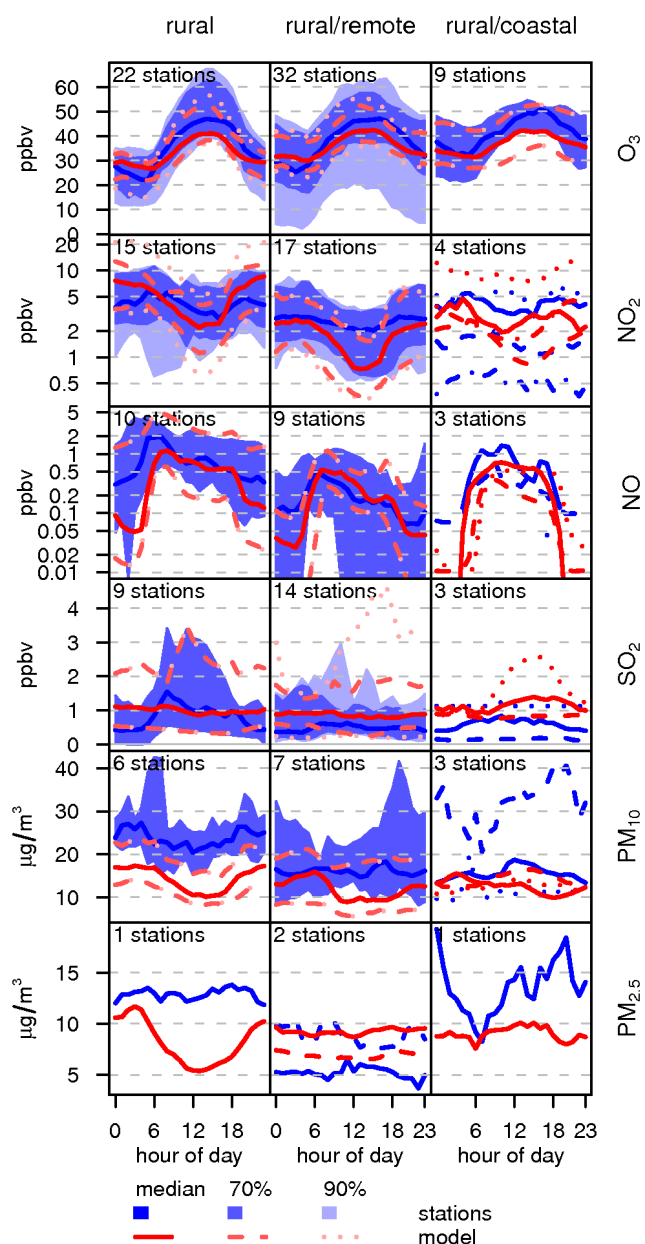 rural rural/remote rural/coastal
22 stations 32 stations 9 stations
60
50
40
30
20
10
0
ppbv
O3
15 stations 17 stations 4 stations
20
10
5
2
1
0.5
ppbv
NO2
10 stations 9 stations 3 stations
5
2
1
0.5
0.2
0.1
0.05
0.02
0.01
ppbv
NO
9 stations 14 stations 3 stations
4
3
2
1
0
ppbv
SO2
6 stations 7 stations 3 stations
40
30
20
10
μg/m³
PM10
1 stations 2 stations 1 stations
15
10
5
μg/m³
PM2.5
0 6 12 18 0 6 12 18 23 0 6 12 18 23
hour of day hour of day hour of day
median 70% 90%
stations
model